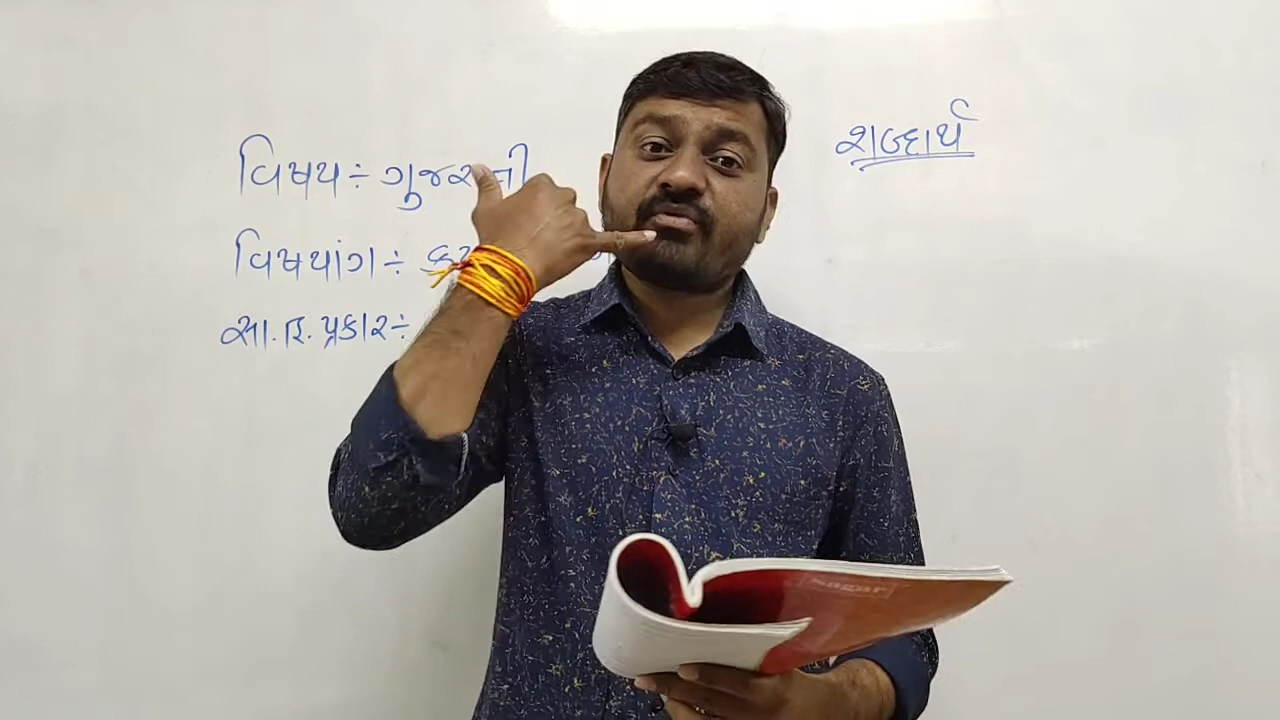 વિષય ÷ ગુજરાતી
વિષયાંગ ÷
સા. ઈ. પ્રકાર ÷
શબ્દાર્થ